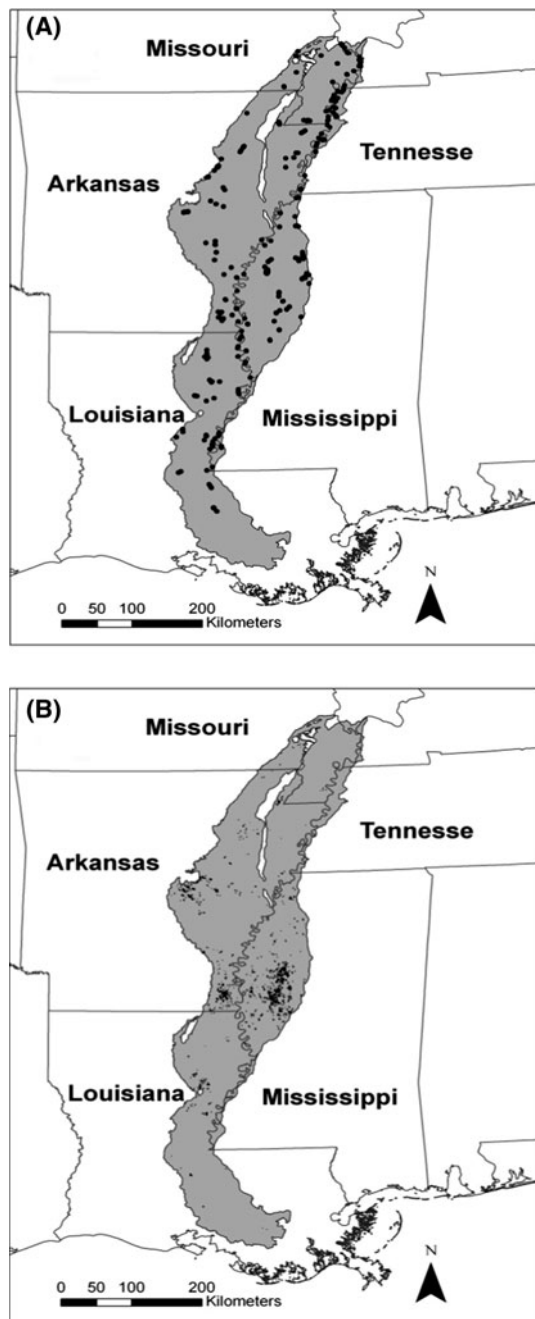 (A)
Missouri
Tennesse
Arkansas
Louisiana
Mississippi
N
0 50 100 200
Kilometers
(B)
Missouri
Tennesse
Arkansas
Louisiana
Mississippi
N
0 50 100 200
Kilometers